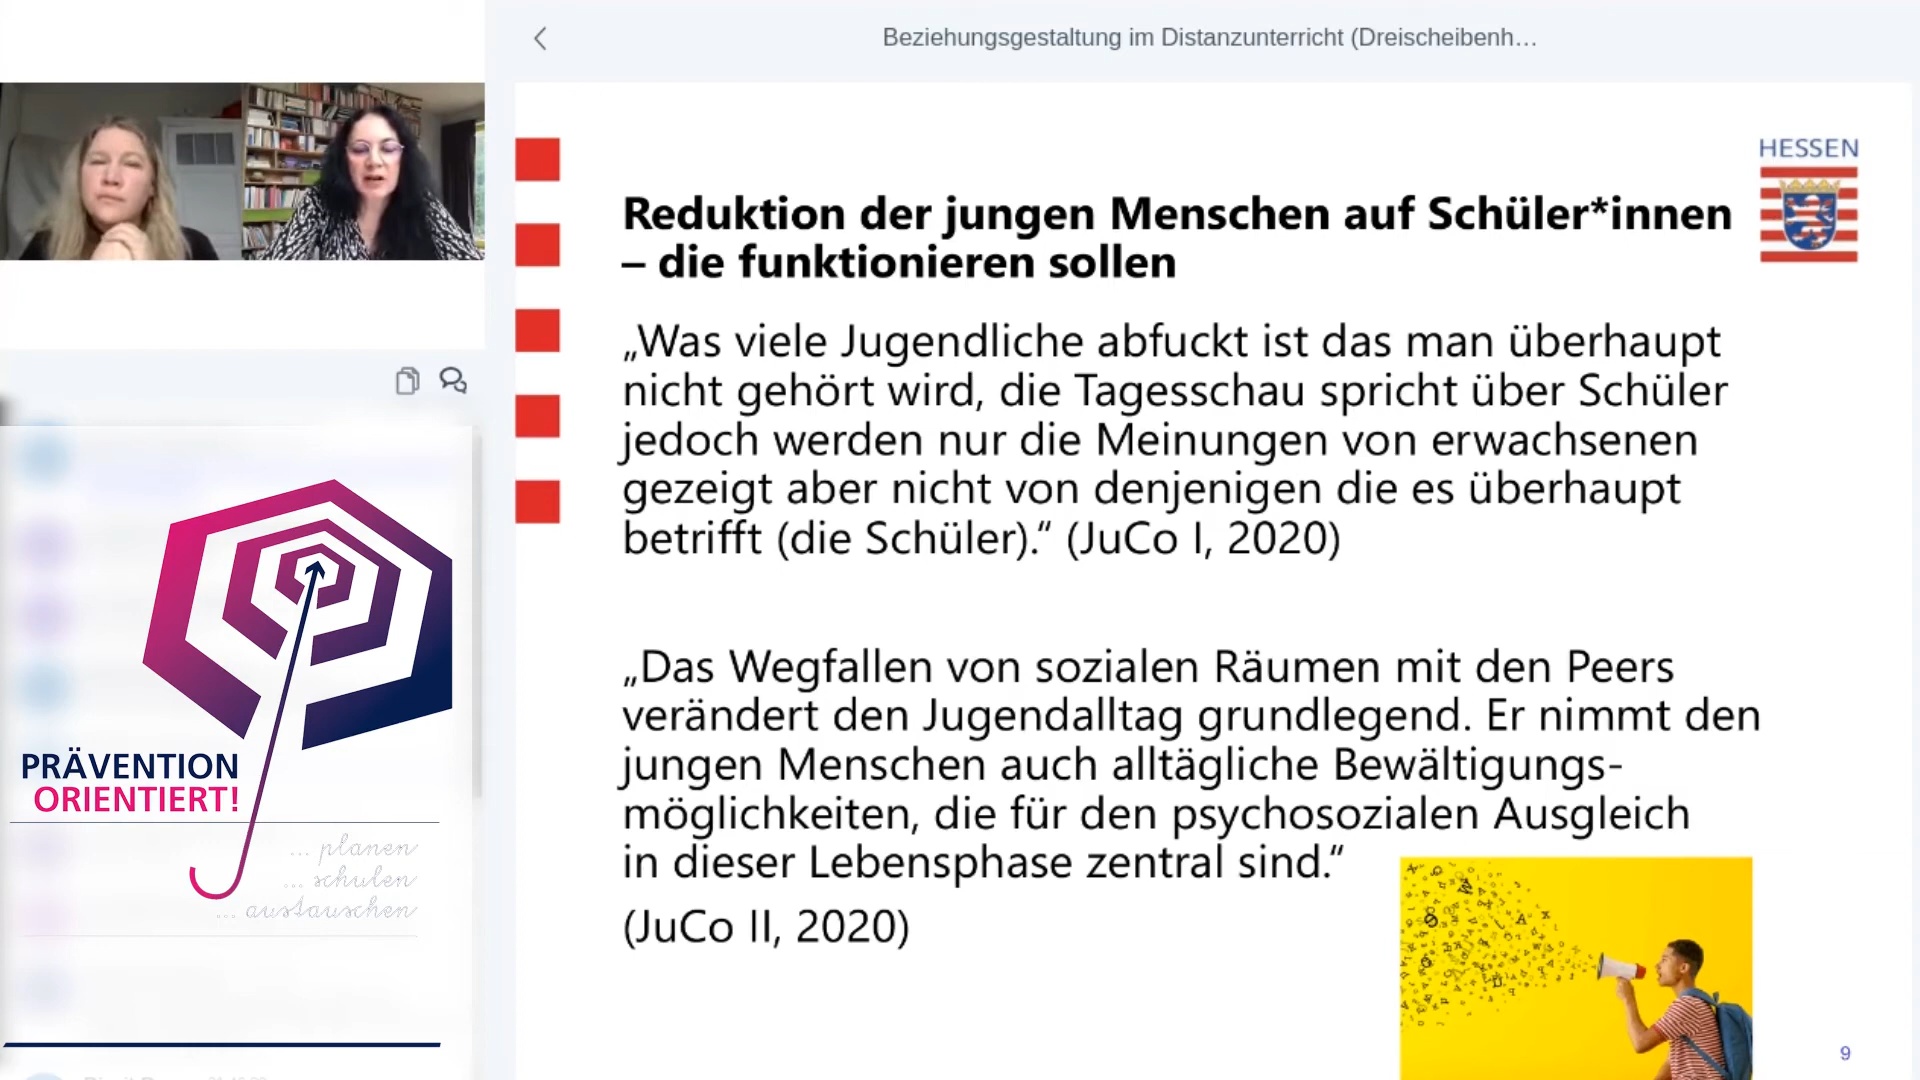 Beziehungsgestaltung im Distanzunterricht (Dreischeibenh…
HESSEN
Reduktion der jungen Menschen auf Schüler*innen
– die funktionieren sollen
„Was viele Jugendliche abfuckt ist das man überhaupt
nicht gehört wird, die Tagesschau spricht über Schüler
jedoch werden nur die Meinungen von erwachsenen
gezeigt aber nicht von denjenigen die es überhaupt
betrifft (die Schüler).“ (JuCo I, 2020)
„Das Wegfallen von sozialen Räumen mit den Peers
verändert den Jugendalltag grundlegend. Er nimmt den
jungen Menschen auch alltägliche Bewältigungs-
möglichkeiten, die für den psychosozialen Ausgleich
in dieser Lebensphase zentral sind.“
(JuCo II, 2020)
9
PRÄVENTION
ORIENTIERT!
... planen
... schulen
... austauschen